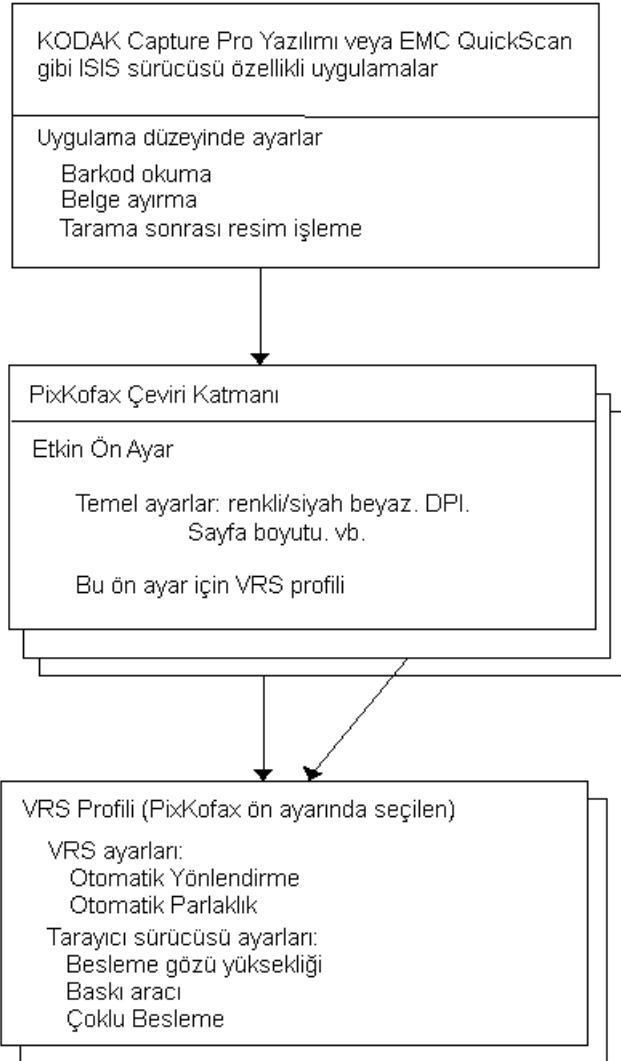 KODAK Capture Pro Yazılımı veya EMC QuickScan
gibi ISIS sürücüsü özellikli uygulamalar
Uygulama düzeyinde ayarlar
Barkod okuma
Belge ayırma
Tarama sonrası resim işleme
PixKofax Çeviri Katmanı
Etkin Ön Ayar
Temel ayarlar: renkli/siyah beyaz. DPI.
Sayfa boyutu. vb.
Bu ön ayar için VRS profili
VRS Profili (PixKofax ön ayarında seçilen)
VRS ayarları:
Otomatik Yönlendirme
Otomatik Parlaklık
Tarayıcı sürücüsü ayarları:
Besleme gözü yüksekliği
Baskı aracı
Çoklu Besleme